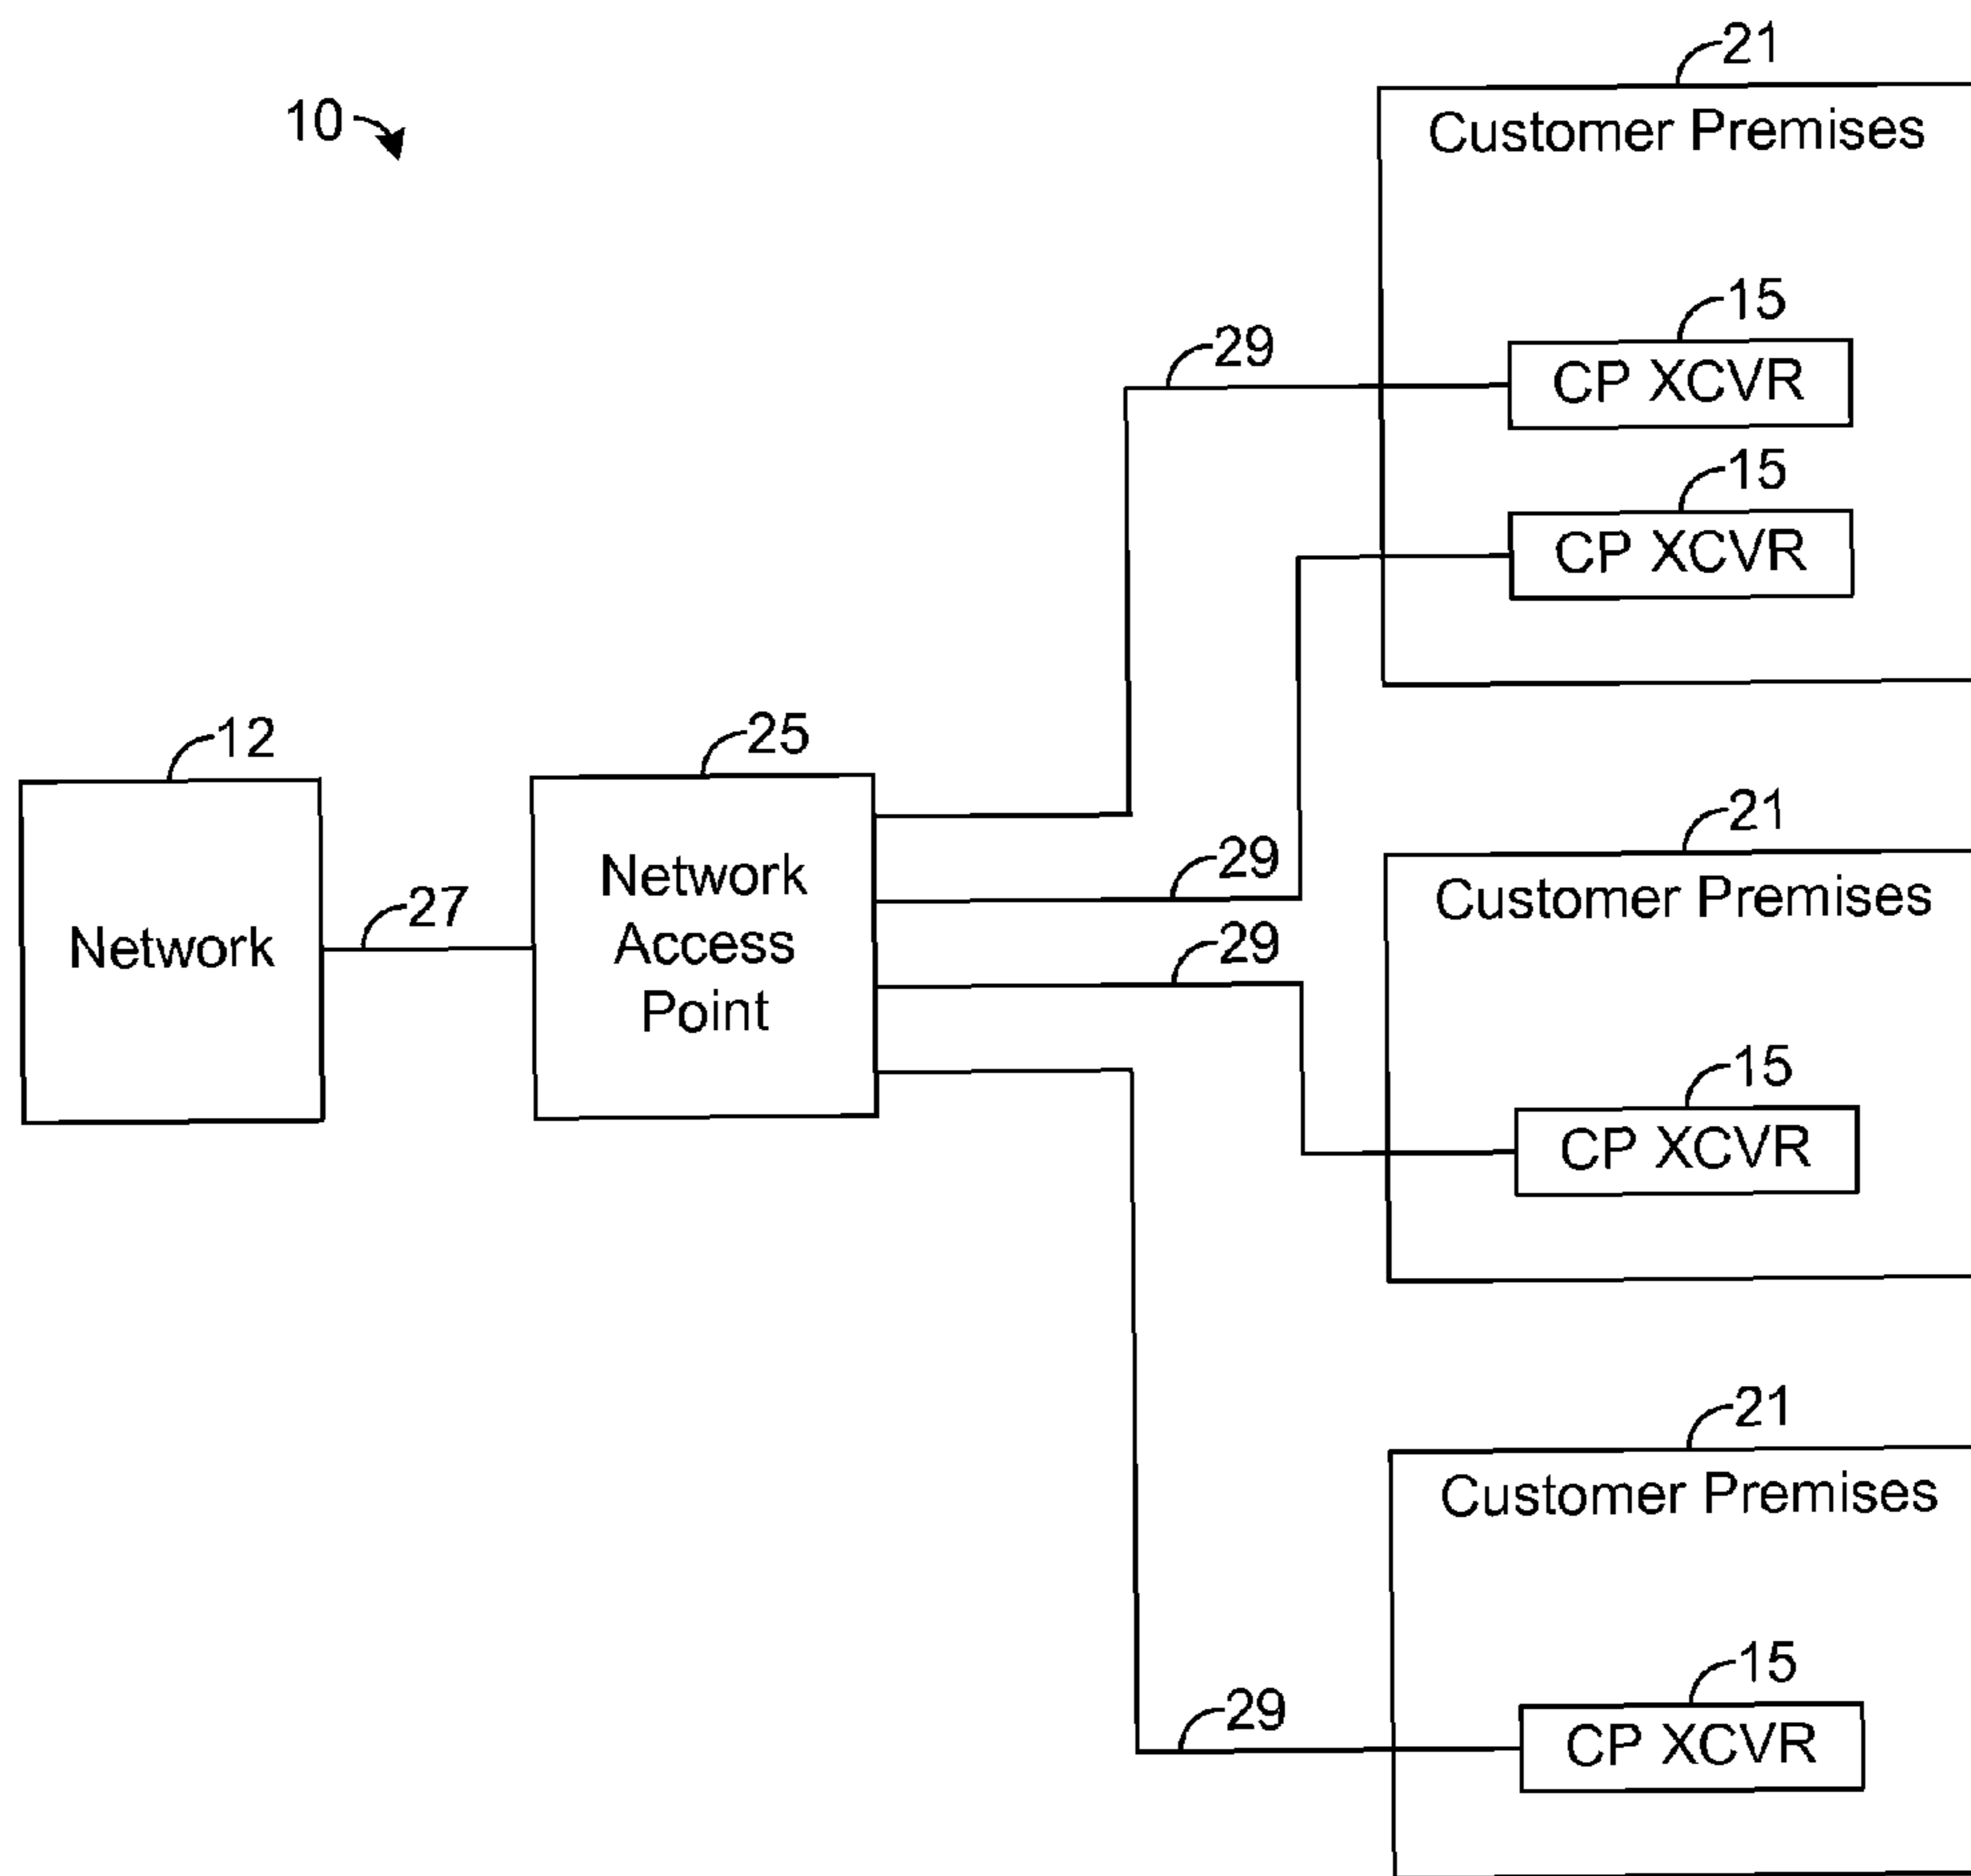 21
10
Customer Premises
15
29
CP XCVR
15
CP XCVR
12
25
21
29
Network
Access
Point
27
Network
29
Customer Premises
15
CP XCVR
21
Customer Premises
15
29
CP XCVR